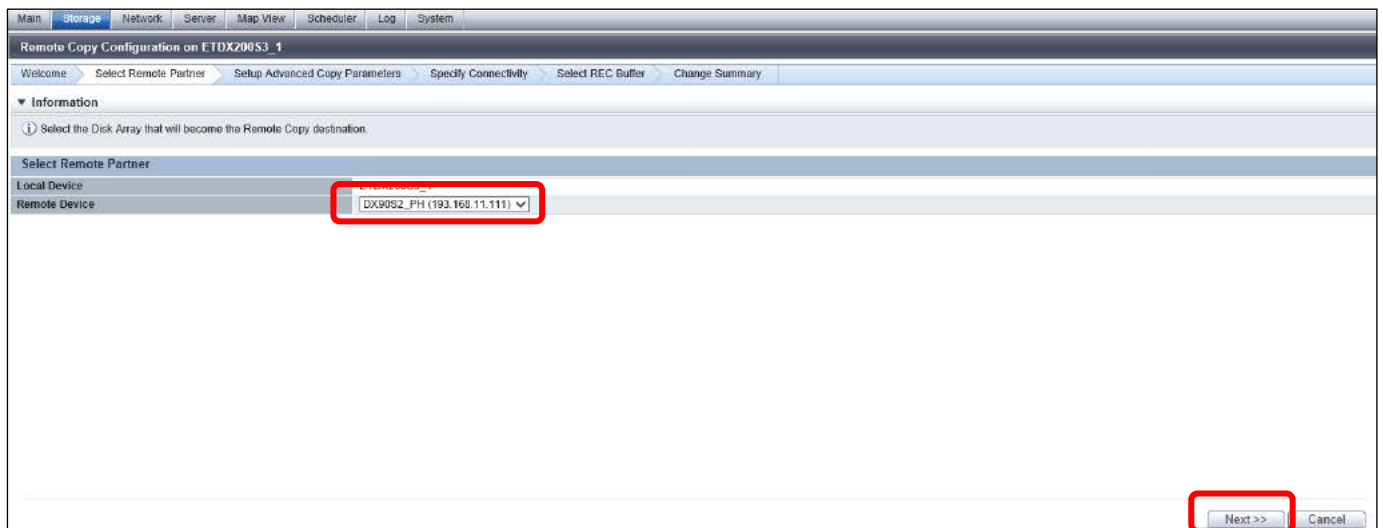 Main Storage Network Server Map View Scheduler Log System
Remote Copy Configuration on ETDX200S3_1
Welcome Select Remote Partner Setup Advanced Copy Parameters Specify Connectivity Select REC Buffer Change Summary
Information
Select the Disk Array that will become the Remote Copy destination.
Select Remote Partner
Local Device ETDX200S3_1
Remote Device DX90S2_PH (193.168.11.111)
Next >> Cancel